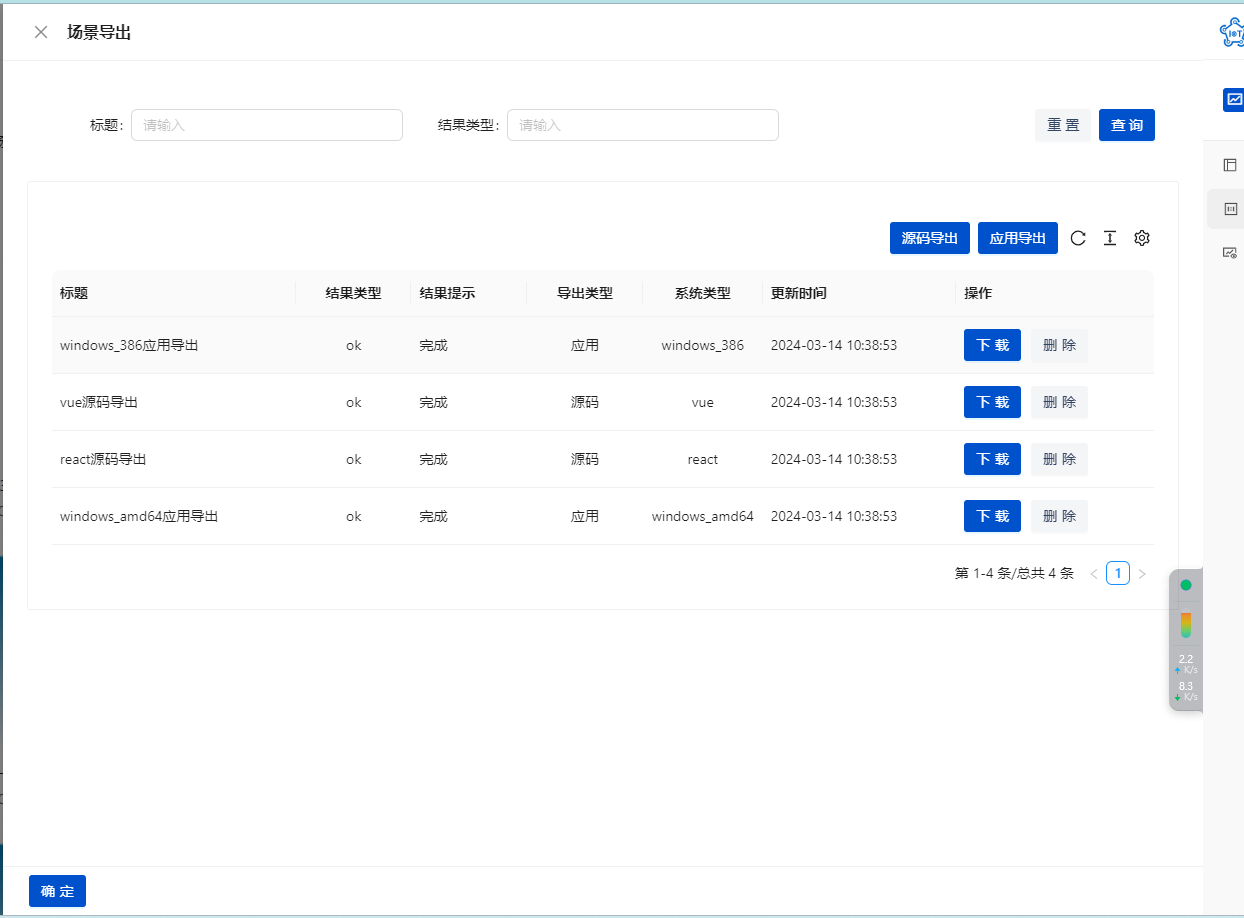 场景导出
IOT
标题: 请输入 结果类型: 请输入 重 置 查 询
源码导出 应用导出
标题 结果类型 结果提示 导出类型 系统类型 更新时间 操作
windows_386应用导出 ok 完成 应用 windows_386 2024-03-14 10:38:53 下 载 删 除
vue源码导出 ok 完成 源码 vue 2024-03-14 10:38:53 下 载 删 除
react源码导出 ok 完成 源码 react 2024-03-14 10:38:53 下 载 删 除
windows_amd64应用导出 ok 完成 应用 windows_amd64 2024-03-14 10:38:53 下 载 删 除
第 1-4 条/总共 4 条 < 1 >
2.2
K/s
8.3
K/s
确 定